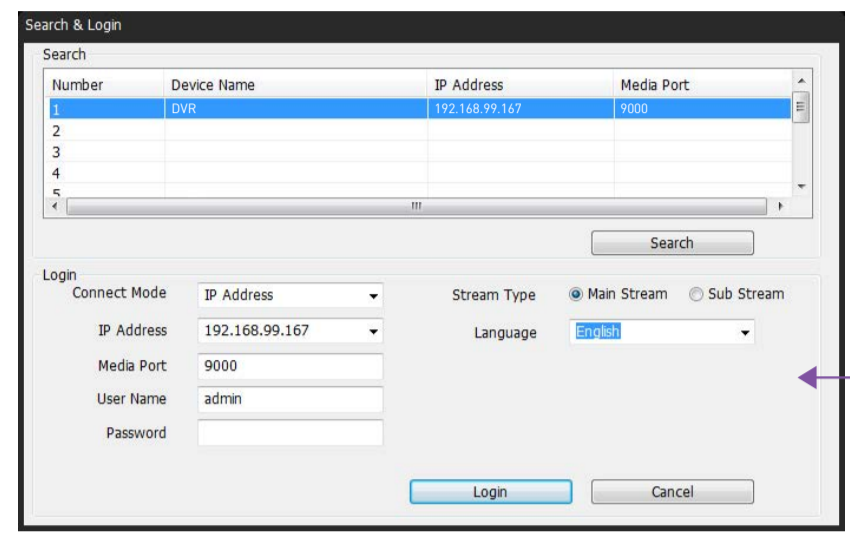 Search & Login
Search
Number Device Name IP Address Media Port
1 DVR 192.168.99.167 9000
2
3
4
5
Search
Login
Connect Mode IP Address Stream Type Main Stream Sub Stream
IP Address 192.168.99.167 Language English
Media Port 9000
User Name admin
Password
Login Cancel